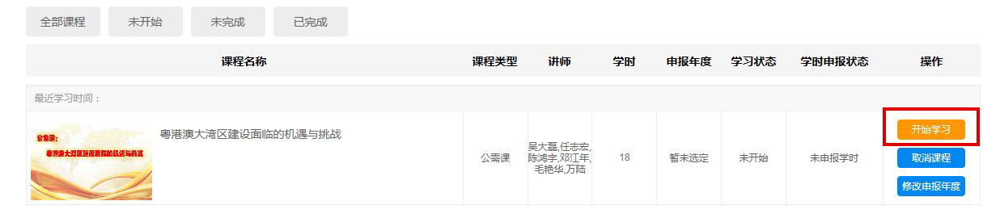 全部课程 未开始 未完成 已完成
课程名称 课程类型 讲师 学时 申报年度 学习状态 学时申报状态 操作
最近学习时间：
公需课：
粤港澳大湾区建设面临的机遇与挑战
粤港澳大湾区建设面临的机遇与挑战
公需课
吴大磊,任志宏,
陈鸿宇,邓江年,
毛艳华,万陆
18
暂未选定
未开始
未申报学时
开始学习
取消课程
修改申报年度